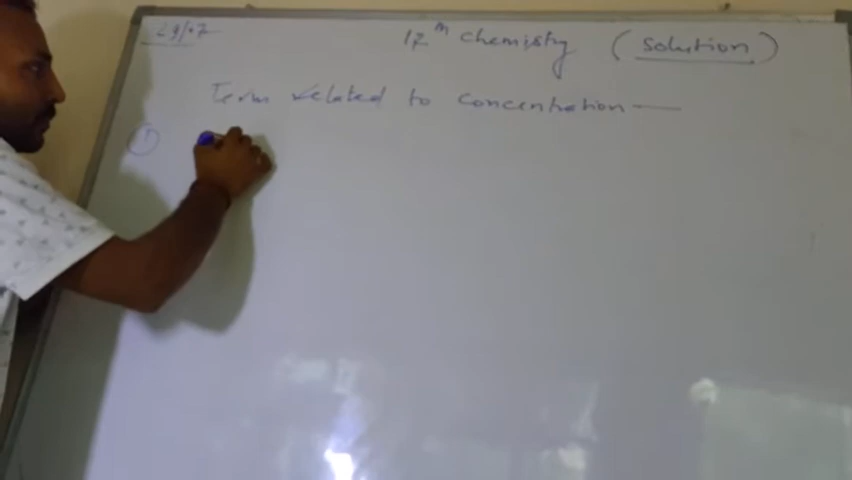 29/07
12th chemistry (solution)
Term related to concentration —
①